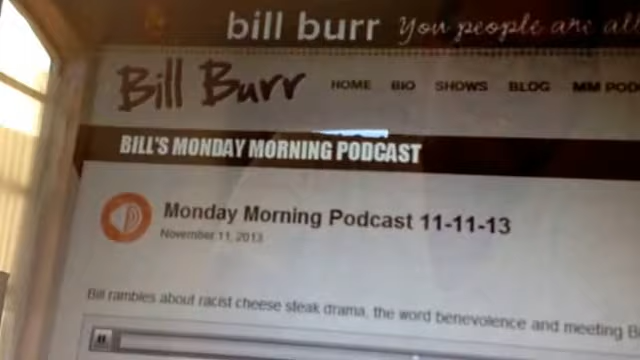 bill burr You people are all
Bill Burr
HOME BIO SHOWS BLOG MM POD
BILL'S MONDAY MORNING PODCAST
Monday Morning Podcast 11-11-13
November 11, 2013
Bill rambles about racist cheese steak drama, the word benevolence and meeting B